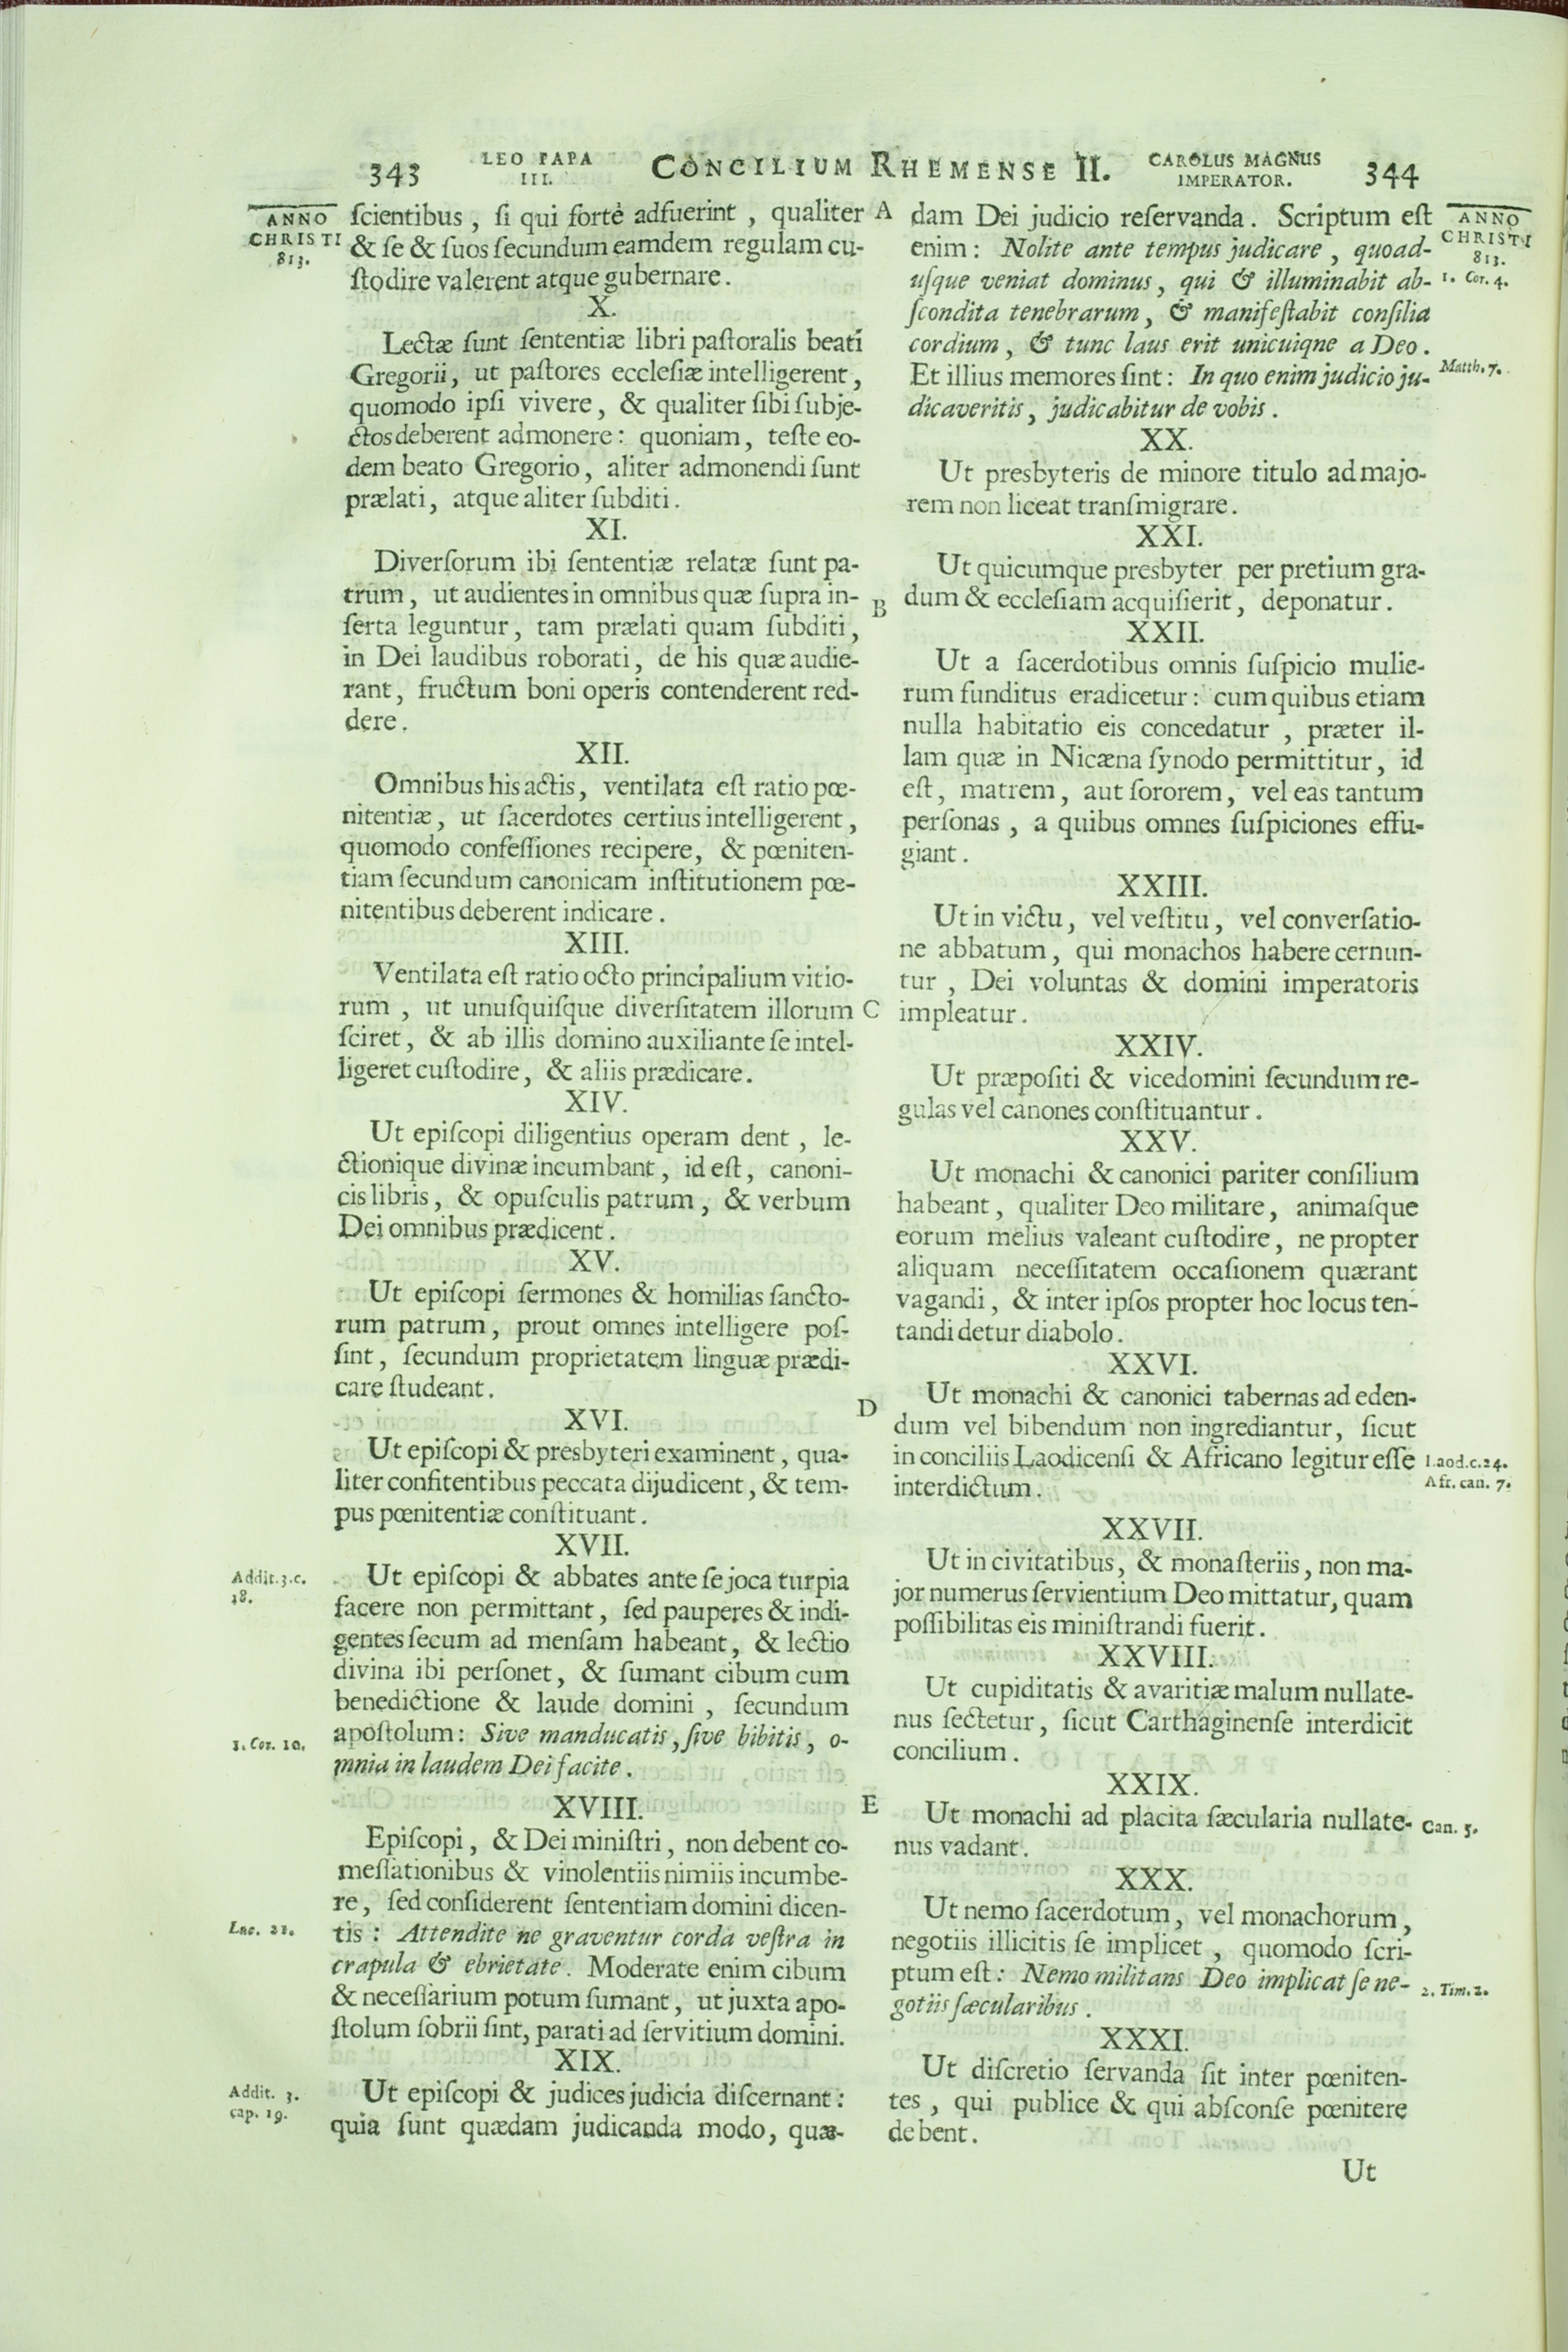 343
LEO PAPA
III.
CONCILIUM RHEMENSE II.
CAROLUS MAGNUS
IMPERATOR.
344
ANNO
CHRISTI
813.
ſcientibus , ſi qui fortè adfuerint , qualiter
& ſe & ſuos ſecundum eamdem regulam cu-
ſtodire valerent atque gubernare .
X.
Lectæ ſunt ſententiæ libri paſtoralis beati
Gregorii , ut paſtores eccleſiæ intelligerent ,
quomodo ipſi vivere , & qualiter ſibi ſubje-
ctos deberent admonere : quoniam , teſte eo-
dem beato Gregorio , aliter admonendi ſunt
prælati , atque aliter ſubditi .
XI.
Diverſorum ibi ſententiæ relatæ ſunt pa-
trum , ut audientes in omnibus quæ ſupra in-
ſerta leguntur , tam prælati quam ſubditi ,
in Dei laudibus roborati , de his quæ audie-
rant , fructum boni operis contenderent red-
dere .
XII.
Omnibus his actis , ventilata eſt ratio pœ-
nitentiæ , ut ſacerdotes certius intelligerent ,
quomodo confeſſiones recipere , & pœniten-
tiam ſecundum canonicam inſtitutionem pœ-
nitentibus deberent indicare .
XIII.
Ventilata eſt ratio octo principalium vitio-
rum , ut unuſquiſque diverſitatem illorum
ſciret , & ab illis domino auxiliante ſe intel-
ligeret cuſtodire , & aliis prædicare .
XIV.
Ut epiſcopi diligentius operam dent , le-
ctionique divinæ incumbant , id eſt , canoni-
cis libris , & opuſculis patrum , & verbum
Dei omnibus prædicent .
XV.
Ut epiſcopi ſermones & homilias ſancto-
rum patrum , prout omnes intelligere poſ-
ſint , ſecundum proprietatem linguæ prædi-
care ſtudeant .
XVI.
Ut epiſcopi & presbyteri examinent , qua-
liter confitentibus peccata dijudicent , & tem-
pus pœnitentiæ conſtituant .
XVII.
Addit. 3. c.
18.
Ut epiſcopi & abbates ante ſe joca turpia
facere non permittant , ſed pauperes & indi-
gentes ſecum ad menſam habeant , & lectio
divina ibi perſonet , & ſumant cibum cum
benedictione & laude domini , ſecundum
apoſtolum : Sive manducatis , ſive bibitis , o-
1. Cor. 10.
mnia in laudem Dei facite .
XVIII.
Epiſcopi , & Dei miniſtri , non debent co-
meſſationibus & vinolentiis nimiis incumbe-
re , ſed conſiderent ſententiam domini dicen-
Luc. 21.
tis : Attendite ne graventur corda veſtra in
crapula & ebrietate . Moderate enim cibum
& neceſſarium potum ſumant , ut juxta apo-
ſtolum ſobrii ſint , parati ad ſervitium domini .
XIX.
Addit. 3.
cap. 19.
Ut epiſcopi & judices judicia diſcernant :
quia ſunt quædam judicanda modo , quæ-
A
B
C
D
E
dam Dei judicio reſervanda . Scriptum eſt
enim : Nolite ante tempus judicare , quoad-
uſque veniat dominus , qui & illuminabit ab-
ſcondita tenebrarum , & manifeſtabit conſilia
cordium , & tunc laus erit unicuiqne a Deo .
Et illius memores ſint : In quo enim judicio ju-
dicaveritis , judicabitur de vobis .
ANNO
CHRISTI
813.
1. Cor. 4.
Matth. 7.
XX.
Ut presbyteris de minore titulo ad majo-
rem non liceat tranſmigrare .
XXI.
Ut quicumque presbyter per pretium gra-
dum & eccleſiam acquiſierit , deponatur .
XXII.
Ut a ſacerdotibus omnis ſuſpicio mulie-
rum funditus eradicetur : cum quibus etiam
nulla habitatio eis concedatur , præter il-
lam quæ in Nicæna ſynodo permittitur , id
eſt , matrem , aut ſororem , vel eas tantum
perſonas , a quibus omnes ſuſpiciones effu-
giant .
XXIII.
Ut in victu , vel veſtitu , vel converſatio-
ne abbatum , qui monachos habere cernun-
tur , Dei voluntas & domini imperatoris
impleatur .
XXIV.
Ut præpoſiti & vicedomini ſecundum re-
gulas vel canones conſtituantur .
XXV.
Ut monachi & canonici pariter conſilium
habeant , qualiter Deo militare , animaſque
eorum melius valeant cuſtodire , ne propter
aliquam neceſſitatem occaſionem quærant
vagandi , & inter ipſos propter hoc locus ten-
tandi detur diabolo .
XXVI.
Ut monachi & canonici tabernas ad eden-
dum vel bibendum non ingrediantur , ſicut
in conciliis Laodicenſi & Africano legitur eſſe
interdictum .
Laod. c. 24.
Afr. can. 7.
XXVII.
Ut in civitatibus , & monaſteriis , non ma-
jor numerus ſervientium Deo mittatur , quam
poſſibilitas eis miniſtrandi fuerit .
XXVIII.
Ut cupiditatis & avaritiæ malum nullate-
nus ſectetur , ſicut Carthaginenſe interdicit
concilium .
XXIX.
Ut monachi ad placita ſæcularia nullate-
nus vadant .
Can. 5.
XXX.
Ut nemo ſacerdotum , vel monachorum ,
negotiis illicitis ſe implicet , quomodo ſcri-
ptum eſt : Nemo militans Deo implicat ſe ne-
gotiis ſæcularibus .
2. Tim. 2.
XXXI.
Ut diſcretio ſervanda ſit inter pœniten-
tes , qui publice & qui abſconſe pœnitere
debent .
Ut